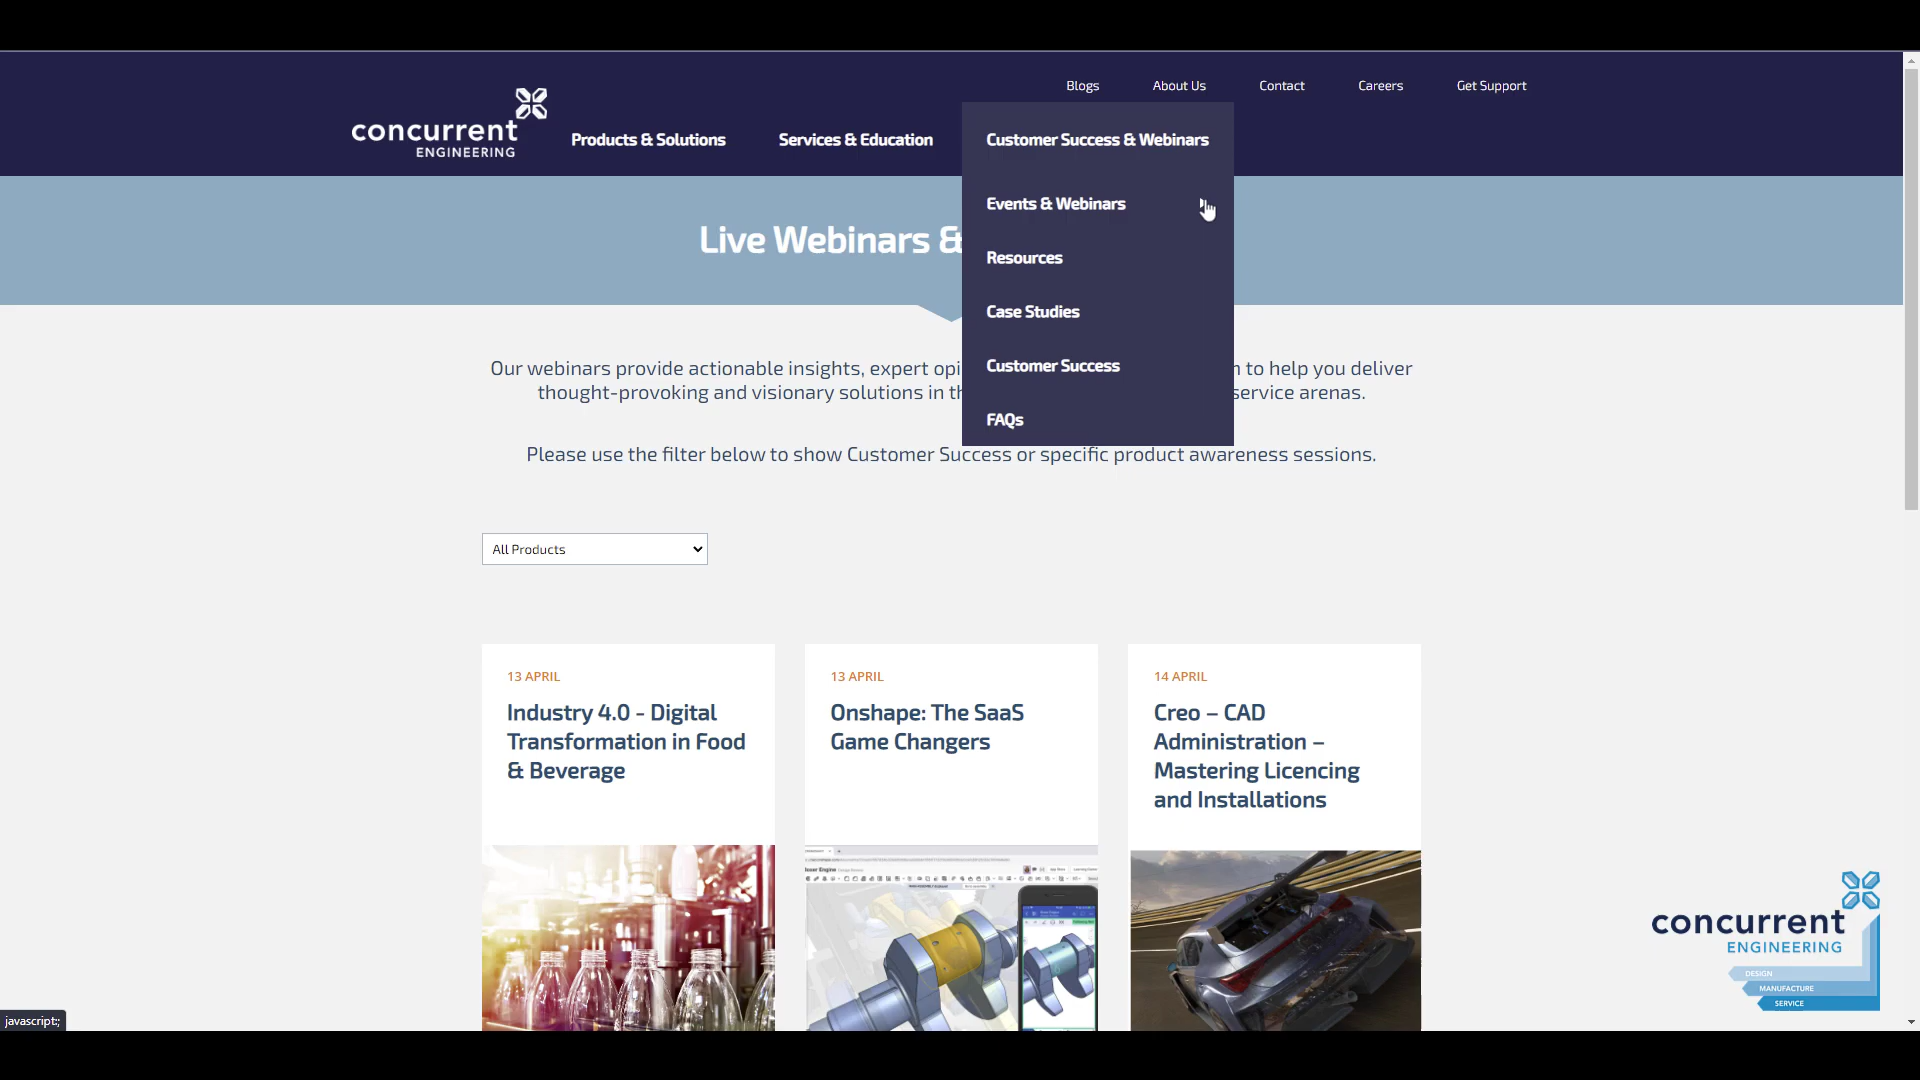 Blogs About Us Contact Careers Get Support
concurrent
ENGINEERING
Products & Solutions Services & Education Customer Success & Webinars
Events & Webinars
Resources
Case Studies
Customer Success
FAQs
Live Webinars &
Our webinars provide actionable insights, expert to help you deliver
thought-provoking and visionary solutions in service arenas.
Please use the filter below to show Customer Success or specific product awareness sessions.
All Products
13 APRIL
Industry 4.0 - Digital
Transformation in Food
& Beverage
13 APRIL
Onshape: The SaaS
Game Changers
14 APRIL
Creo – CAD
Administration –
Mastering Licencing
and Installations
concurrent
ENGINEERING
DESIGN
MANUFACTURE
SERVICE
javascript:;